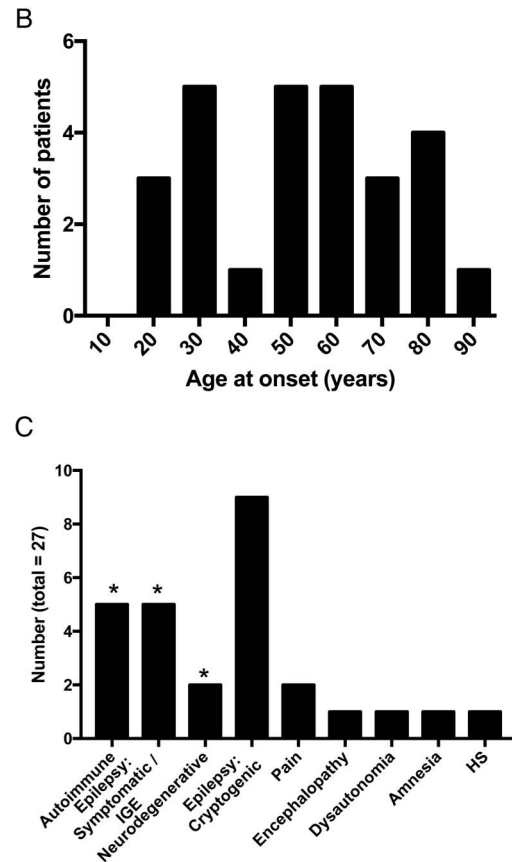 B
Number of patients
6
4
2
0
10 20 30 40 50 60 70 80 90
Age at onset (years)
C
Number (total = 27)
10
8
6
4
2
0
* * *
Autoimmune
Epilepsy:
Symptomatic /
IGE
Neurodegenerative
Epilepsy:
Cryptogenic
Pain
Encephalopathy
Dysautonomia
Amnesia
HS